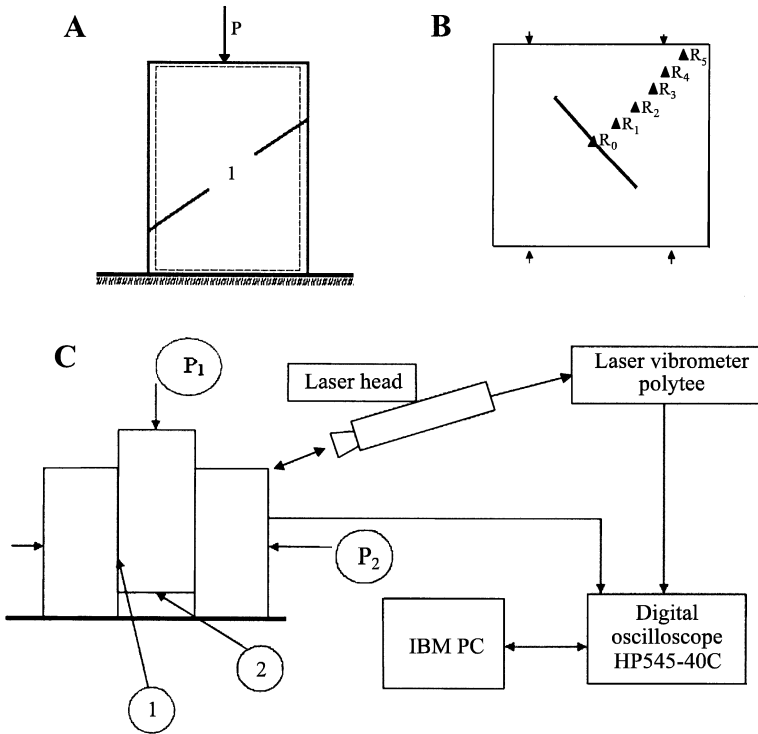 A
P
1
B
R5
R4
R3
R2
R1
R0
C
P1
Laser head
Laser vibrometer
polytee
P2
IBM PC
Digital
oscilloscope
HP545-40C
2
1